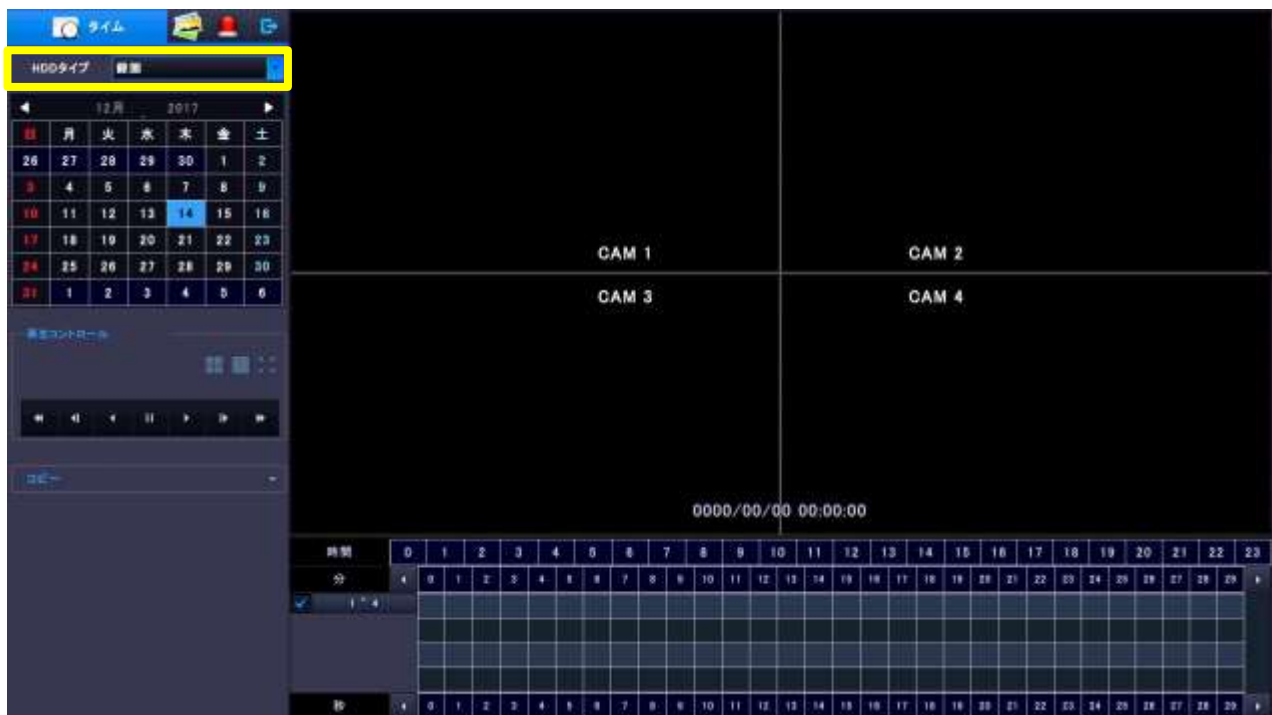 タイム
HDDタイプ 録画
12月 2017
日 月 火 水 木 金 土
26 27 28 29 30 1 2
3 4 5 6 7 8 9
10 11 12 13 14 15 16
17 18 19 20 21 22 23
24 25 26 27 28 29 30
31 1 2 3 4 5 6
再生コントロール
コピー
CAM 1
CAM 2
CAM 3
CAM 4
0000/00/00 00:00:00
時間 0 1 2 3 4 5 6 7 8 9 10 11 12 13 14 15 16 17 18 19 20 21 22 23
分 0 1 2 3 4 5 6 7 8 9 10 11 12 13 14 15 16 17 18 19 20 21 22 23 24 25 26 27 28 29
1~4
秒 0 1 2 3 4 5 6 7 8 9 10 11 12 13 14 15 16 17 18 19 20 21 22 23 24 25 26 27 28 29